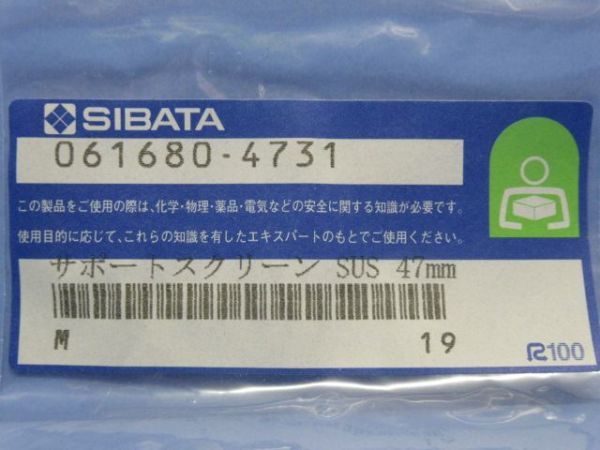 SIBATA
061680-4731
この製品をご使用の際は、化学・物理・薬品・電気などの安全に関する知識が必要です。
使用目的に応じて、これらの知識を有したエキスパートのもとでご使用ください。
サポートスクリーン SUS 47mm
M 19
R100